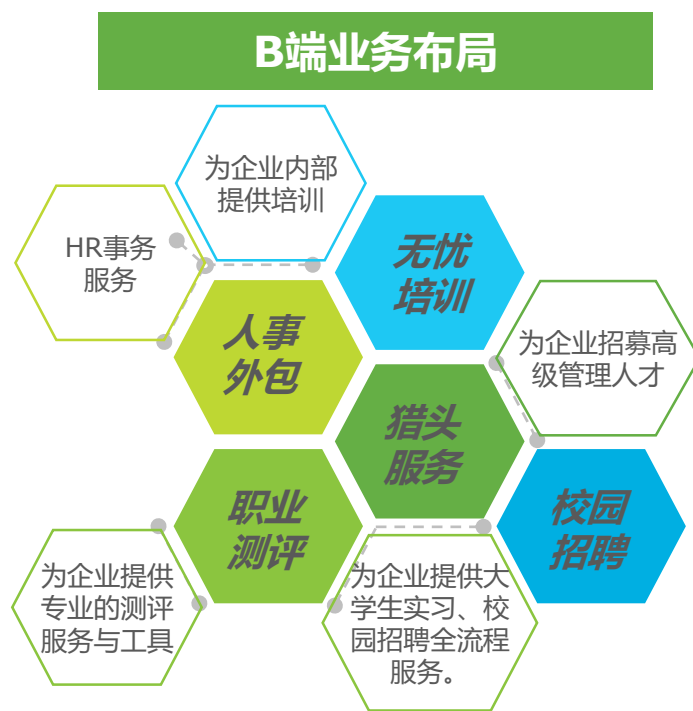 B端业务布局
为企业内部
提供培训
无忧
培训
HR事务
服务
人事
外包
为企业招募高
级管理人才
猎头
服务
职业
测评
校园
招聘
为企业提供
专业的测评
服务与工具
为企业提供大
学生实习、校
园招聘全流程
服务。